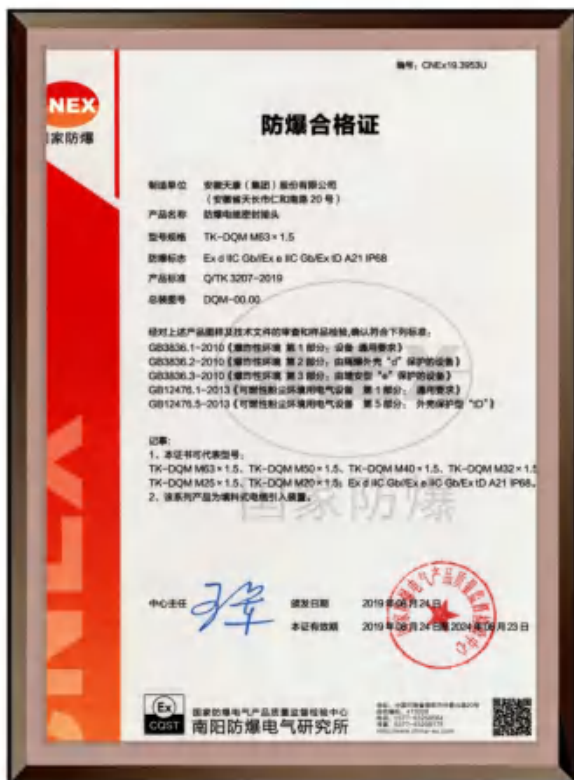 编号：CNEx19.3953U
NEX
国家防爆
防爆合格证
制造单位 安徽天康（集团）股份有限公司
（安徽省天长市仁和南路 20 号）
产品名称 防爆电缆密封接头
型号规格 TK-DQM M63×1.5
防爆标志 Ex d IIC Gb/Ex e IIC Gb/Ex tD A21 IP68
产品标准 Q/TK 3207-2019
总装图号 DQM-00.00
经对上述产品图样及技术文件的审查和样品检验,确认符合下列标准：
GB3836.1-2010《爆炸性环境 第 1 部分：设备 通用要求》
GB3836.2-2010《爆炸性环境 第 2 部分：由隔爆外壳“d”保护的设备》
GB3836.3-2010《爆炸性环境 第 3 部分：由增安型“e”保护的设备》
GB12476.1-2013《可燃性粉尘环境用电气设备 第 1 部分：通用要求》
GB12476.5-2013《可燃性粉尘环境用电气设备 第 5 部分：外壳保护型“tD”》
记事：
1、本证书可代表型号：
TK-DQM M63×1.5、TK-DQM M50×1.5、TK-DQM M40×1.5、TK-DQM M32×1.5
TK-DQM M25×1.5、TK-DQM M20×1.5；Ex d IIC Gb/Ex e IIC Gb/Ex tD A21 IP68。
2、该系列产品为填料式电缆引入装置。
国家防爆
中心主任 颁发日期 2019 年 06 月 24 日
本证有效期 2019 年 06 月 24 日至 2024 年 06 月 23 日
Ex
CQST
国家防爆电气产品质量监督检验中心
南阳防爆电气研究所